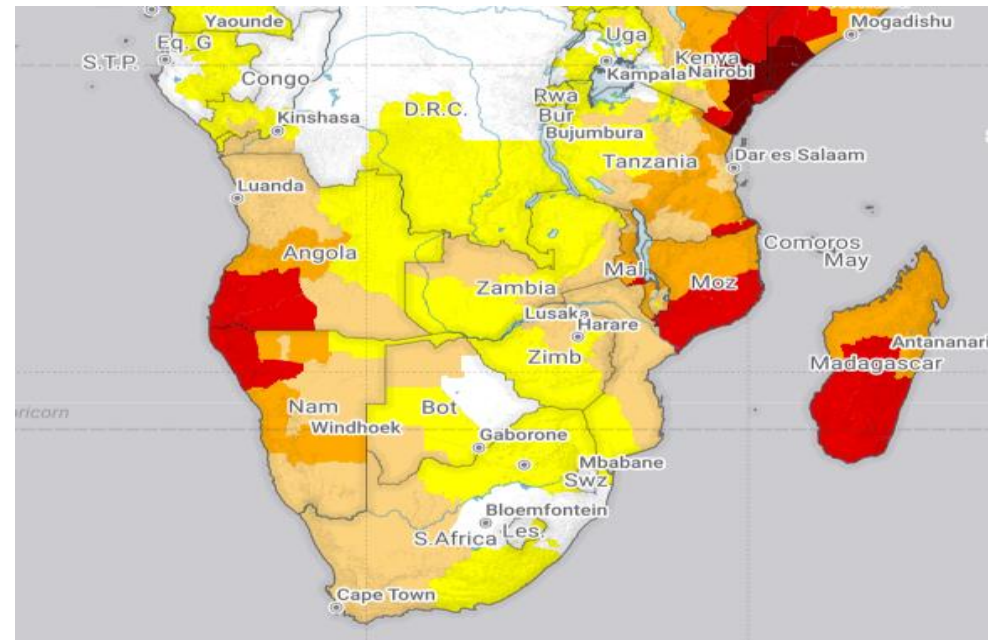 Yaounde
Mogadishu
Eq. G
Uga
S.T.P.
Congo
Kenya
Kampala
Nairobi
Rwa
D.R.C.
Bur
Kinshasa
Bujumbura
Tanzania
Dar es Salaam
Luanda
Comoros
Angola
May
Mal
Moz
Zambia
Lusaka
Harare
Antananari
Zimb
Madagascar
Nam
Bot
pricorn
Windhoek
Gaborone
Mbabane
Swz
Bloemfontein
S.Africa
Les.
Cape Town